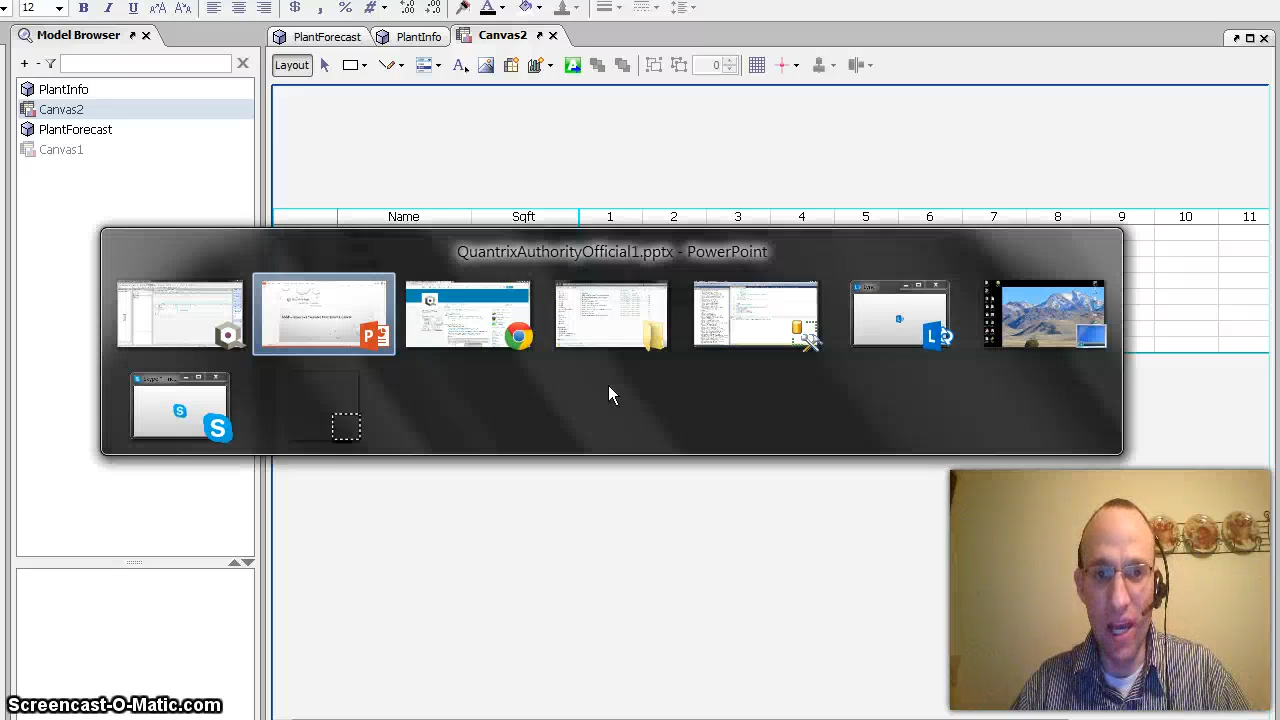 12 B I U $ , % #
Model Browser
PlantForecast PlantInfo Canvas2
Layout 0
PlantInfo
Canvas2
PlantForecast
Canvas1
Name Sqft 1 2 3 4 5 6 7 8 9 10 11
QuantrixAuthorityOfficial1.pptx - PowerPoint
Screencast-O-Matic.com